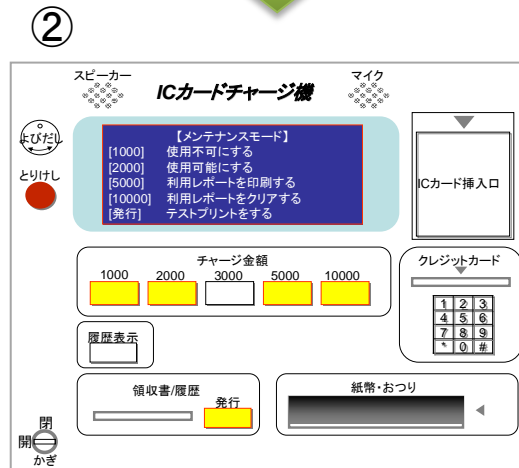 ②
スピーカー
ICカードチャージ機
マイク
よびだし
とりけし
【メンテナンスモード】
[1000] 使用不可にする
[2000] 使用可能にする
[5000] 利用レポートを印刷する
[10000] 利用レポートをクリアする
[発行] テストプリントをする
ICカード挿入口
チャージ金額
1000 2000 3000 5000 10000
クレジットカード
1 2 3
4 5 6
7 8 9
* 0 #
履歴表示
領収書/履歴
発行
紙幣・おつり
閉
開
かぎ